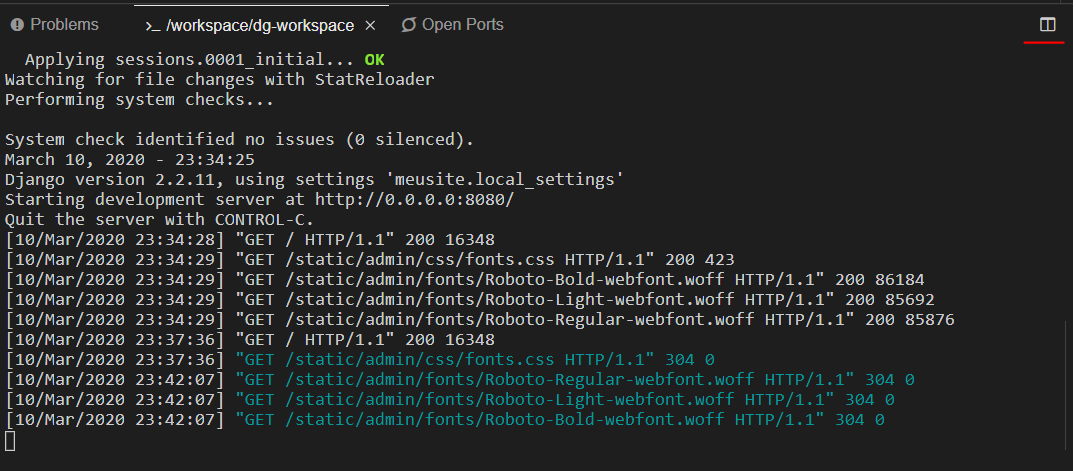 Problems >_ /workspace/dg-workspace × Open Ports
Applying sessions.0001_initial... OK
Watching for file changes with StatReloader
Performing system checks...
System check identified no issues (0 silenced).
March 10, 2020 - 23:34:25
Django version 2.2.11, using settings 'meusite.local_settings'
Starting development server at http://0.0.0.0:8080/
Quit the server with CONTROL-C.
[10/Mar/2020 23:34:28] "GET / HTTP/1.1" 200 16348
[10/Mar/2020 23:34:29] "GET /static/admin/css/fonts.css HTTP/1.1" 200 423
[10/Mar/2020 23:34:29] "GET /static/admin/fonts/Roboto-Bold-webfont.woff HTTP/1.1" 200 86184
[10/Mar/2020 23:34:29] "GET /static/admin/fonts/Roboto-Light-webfont.woff HTTP/1.1" 200 85692
[10/Mar/2020 23:34:29] "GET /static/admin/fonts/Roboto-Regular-webfont.woff HTTP/1.1" 200 85876
[10/Mar/2020 23:37:36] "GET / HTTP/1.1" 200 16348
[10/Mar/2020 23:37:36] "GET /static/admin/css/fonts.css HTTP/1.1" 304 0
[10/Mar/2020 23:42:07] "GET /static/admin/fonts/Roboto-Regular-webfont.woff HTTP/1.1" 304 0
[10/Mar/2020 23:42:07] "GET /static/admin/fonts/Roboto-Light-webfont.woff HTTP/1.1" 304 0
[10/Mar/2020 23:42:07] "GET /static/admin/fonts/Roboto-Bold-webfont.woff HTTP/1.1" 304 0